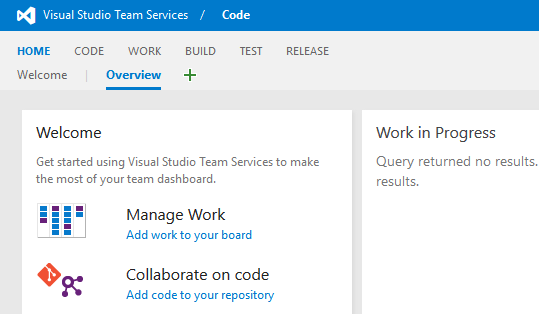 Visual Studio Team Services / Code
HOME CODE WORK BUILD TEST RELEASE
Welcome | Overview +
Welcome
Get started using Visual Studio Team Services to make
the most of your team dashboard.
Manage Work
Add work to your board
Collaborate on code
Add code to your repository
Work in Progress
Query returned no results.
results.